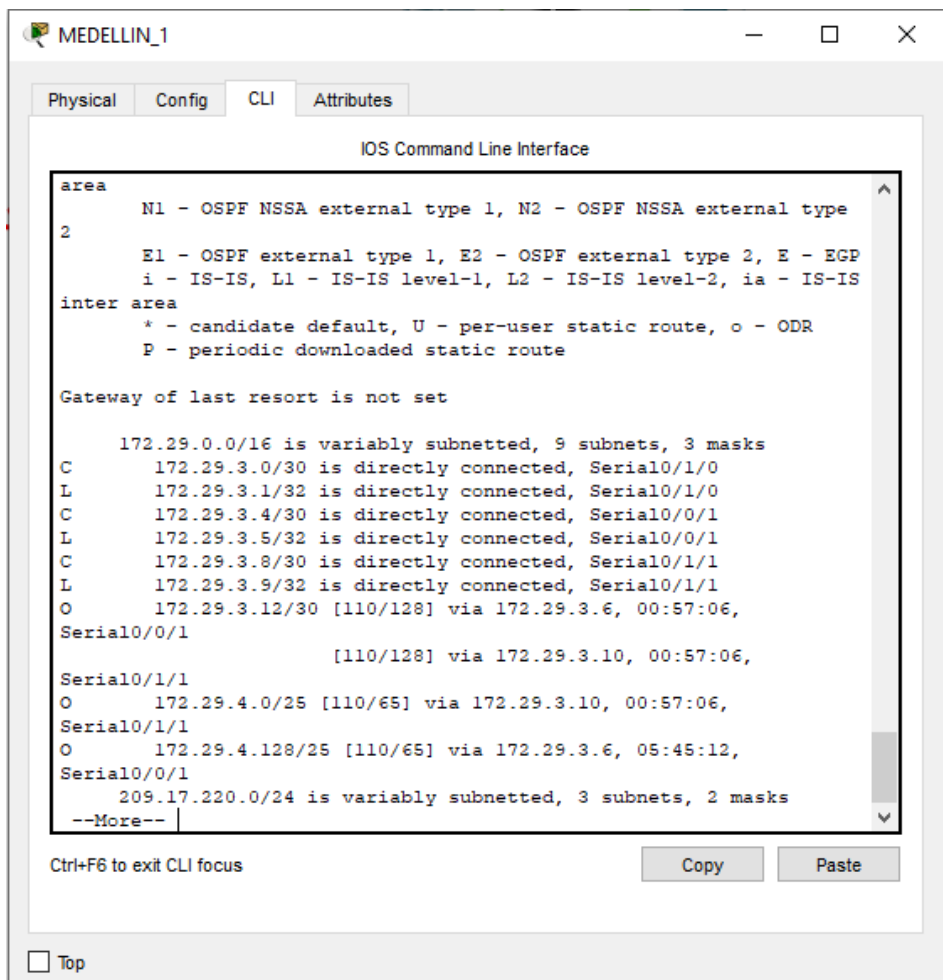 MEDELLIN_1
Physical Config CLI Attributes
IOS Command Line Interface
area
N1 - OSPF NSSA external type 1, N2 - OSPF NSSA external type
2
E1 - OSPF external type 1, E2 - OSPF external type 2, E - EGP
i - IS-IS, L1 - IS-IS level-1, L2 - IS-IS level-2, ia - IS-IS
inter area
* - candidate default, U - per-user static route, o - ODR
P - periodic downloaded static route
Gateway of last resort is not set
172.29.0.0/16 is variably subnetted, 9 subnets, 3 masks
C 172.29.3.0/30 is directly connected, Serial0/1/0
L 172.29.3.1/32 is directly connected, Serial0/1/0
C 172.29.3.4/30 is directly connected, Serial0/0/1
L 172.29.3.5/32 is directly connected, Serial0/0/1
C 172.29.3.8/30 is directly connected, Serial0/1/1
L 172.29.3.9/32 is directly connected, Serial0/1/1
O 172.29.3.12/30 [110/128] via 172.29.3.6, 00:57:06,
Serial0/0/1
[110/128] via 172.29.3.10, 00:57:06,
Serial0/1/1
O 172.29.4.0/25 [110/65] via 172.29.3.10, 00:57:06,
Serial0/1/1
O 172.29.4.128/25 [110/65] via 172.29.3.6, 05:45:12,
Serial0/0/1
209.17.220.0/24 is variably subnetted, 3 subnets, 2 masks
--More--
Ctrl+F6 to exit CLI focus
Copy Paste
Top